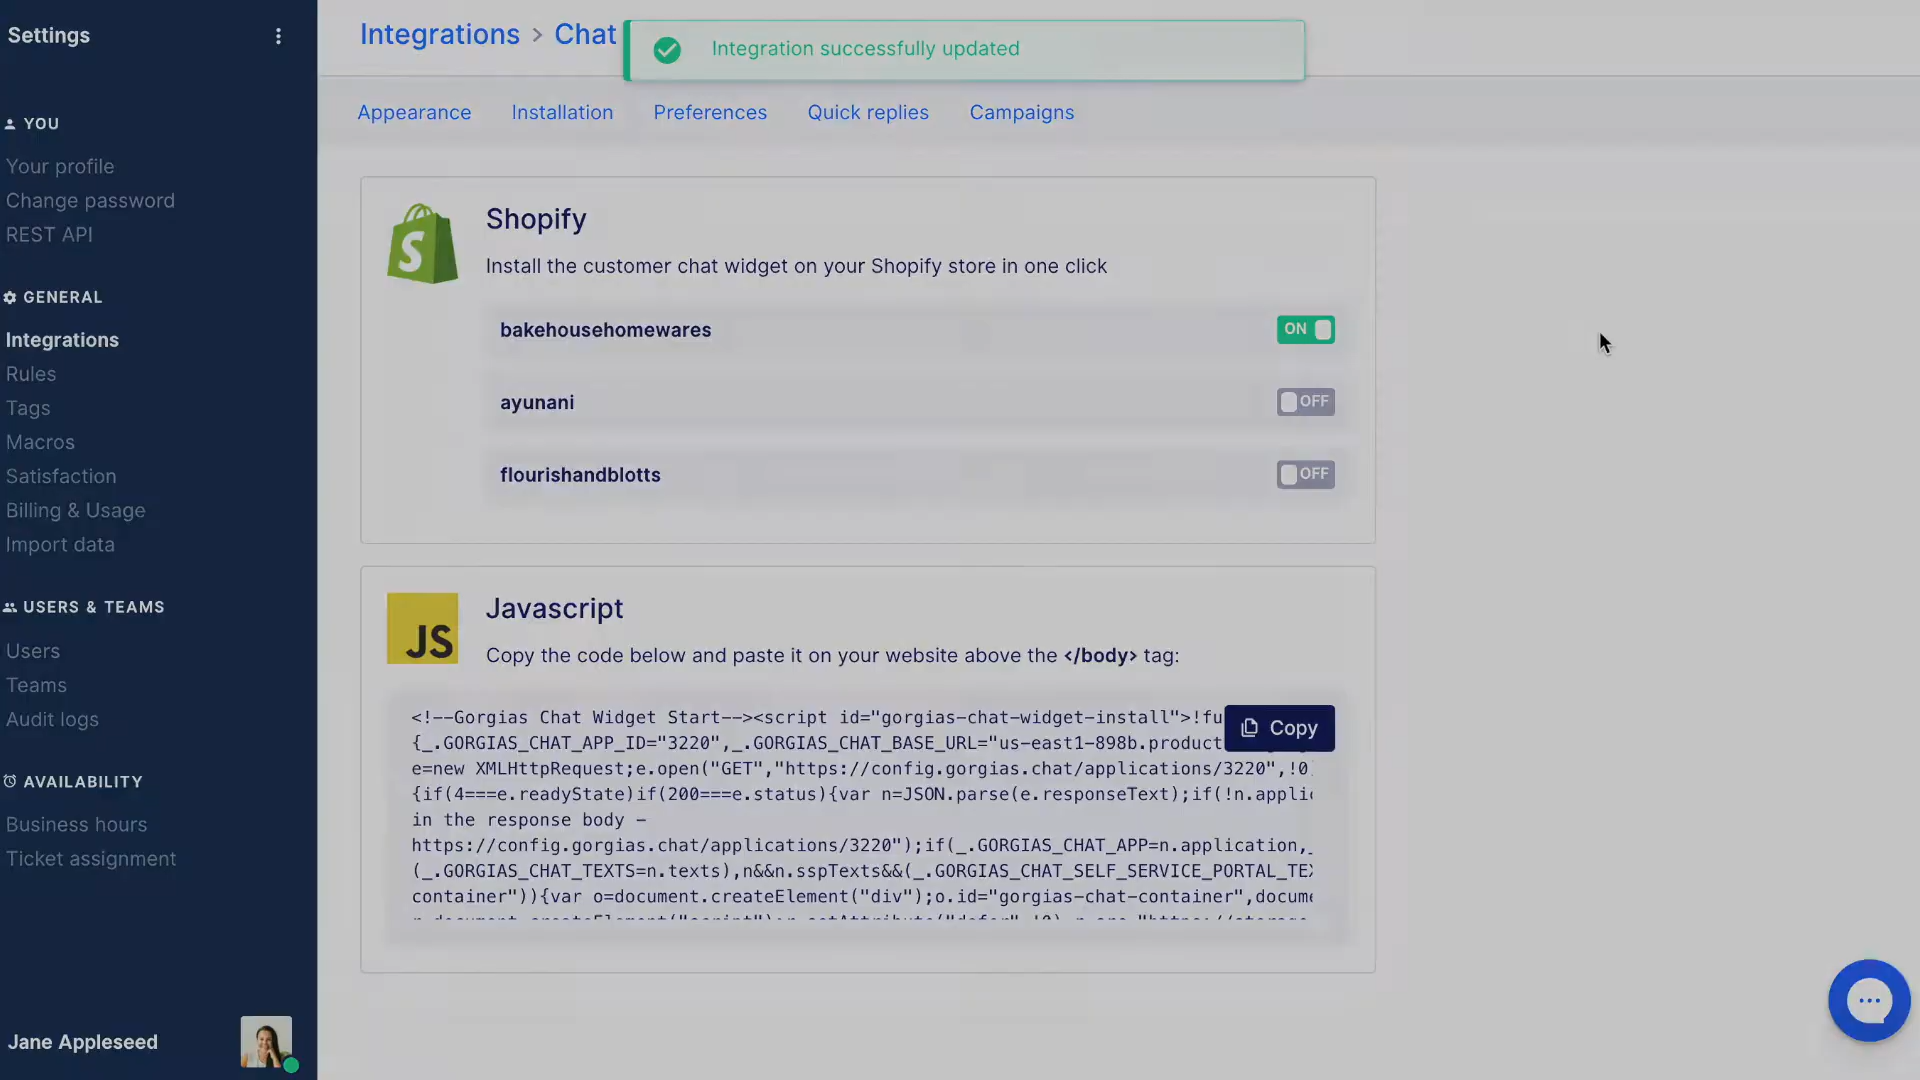 Settings
Integrations > Chat
Integration successfully updated
Appearance
Installation
Preferences
Quick replies
Campaigns
YOU
Your profile
Change password
REST API
GENERAL
Integrations
Rules
Tags
Macros
Satisfaction
Billing & Usage
Import data
USERS & TEAMS
Users
Teams
Audit logs
AVAILABILITY
Business hours
Ticket assignment
Jane Appleseed
Shopify
Install the customer chat widget on your Shopify store in one click
bakehousehomewares
ON
ayunani
OFF
flourishandblotts
OFF
JS
Javascript
Copy the code below and paste it on your website above the </body> tag:
Copy
<!--Gorgias Chat Widget Start--><script id="gorgias-chat-widget-install">!fu
{_.GORGIAS_CHAT_APP_ID="3220",_.GORGIAS_CHAT_BASE_URL="us-east1-898b.product
e=new XMLHttpRequest;e.open("GET","https://config.gorgias.chat/applications/3220",!0
{if(4===e.readyState)if(200===e.status){var n=JSON.parse(e.responseText);if(!n.applic
in the response body –
https://config.gorgias.chat/applications/3220");if(_.GORGIAS_CHAT_APP=n.application,_
(_.GORGIAS_CHAT_TEXTS=n.texts),n&&n.sspTexts&&(_.GORGIAS_CHAT_SELF_SERVICE_PORTAL_TEX
container")){var o=document.createElement("div");o.id="gorgias-chat-container",docume